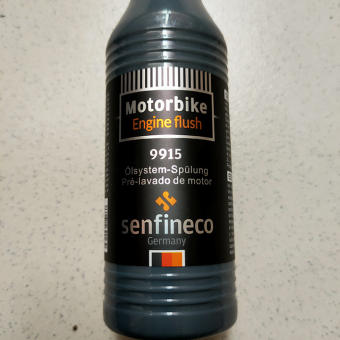 Motorbike
Engine flush
9915
Ölsystem-Spülung
Pré-lavado de motor
senfineco
Germany